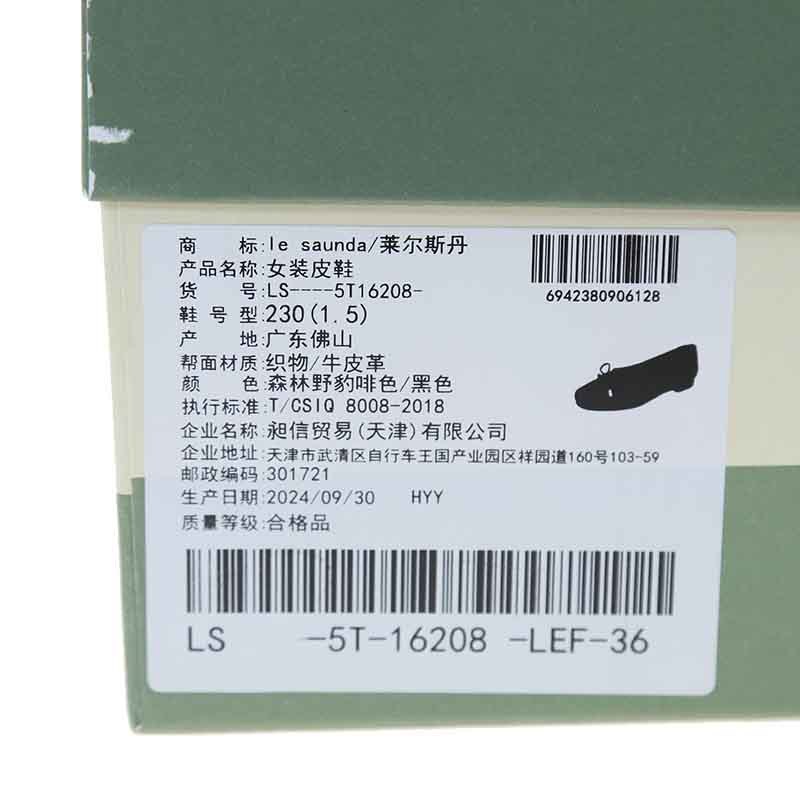 商 标:le saunda/莱尔斯丹
产品名称:女装皮鞋
货 号:LS----5T16208-
鞋 号 型:230(1.5)
产 地:广东佛山
帮面材质:织物/牛皮革
颜 色:森林野豹啡色/黑色
执行标准:T/CSIQ 8008-2018
企业名称:昶信贸易(天津)有限公司
企业地址:天津市武清区自行车王国产业园区祥园道160号103-59
邮政编码:301721
生产日期:2024/09/30 HYY
质量等级:合格品
6942380906128
LS -5T-16208 -LEF-36